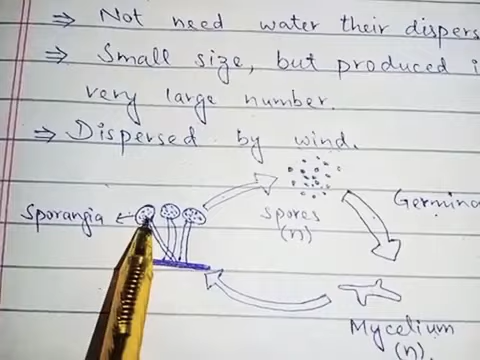 ⇒ Not need water their dispers
⇒ Small size, but produced i
very large number.
⇒ Dispersed by wind.
Germina
Sporangia
spores
(n)
Mycelium
(n)